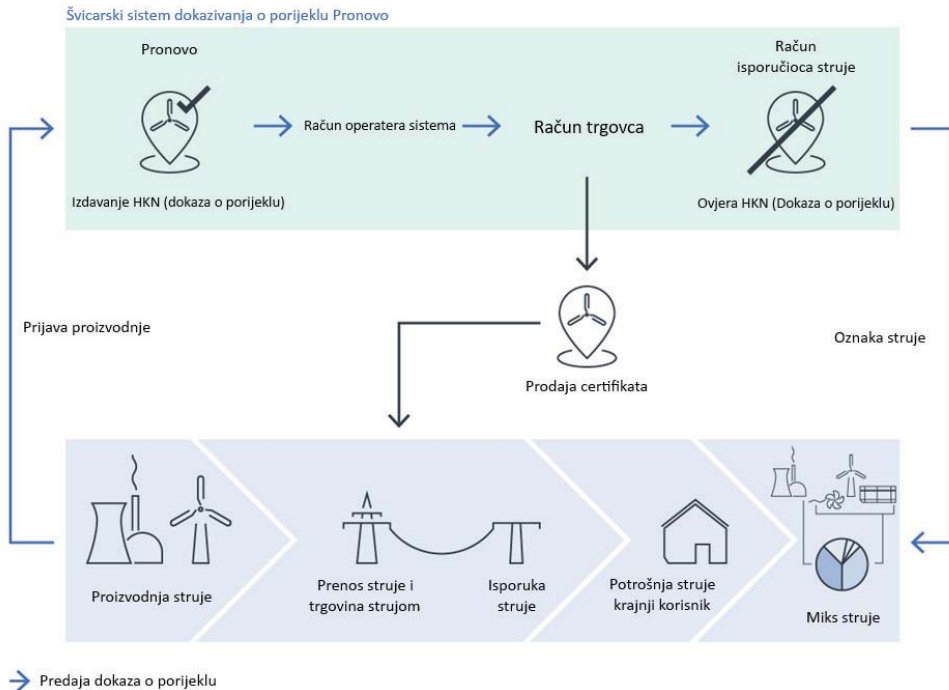 Švicarski sistem dokazivanja o porijeklu Pronovo
Pronovo
Račun
isporučioca struje
Račun operatera sistema
Račun trgovca
Izdavanje HKN (dokaza o porijeklu)
Ovjera HKN (Dokaza o porijeklu)
Prijava proizvodnje
Oznaka struje
Prodaja certifikata
Proizvodnja struje
Prenos struje i
trgovina strujom
Isporuka
struje
Potrošnja struje
krajnji korisnik
Miks struje
Predaja dokaza o porijeklu